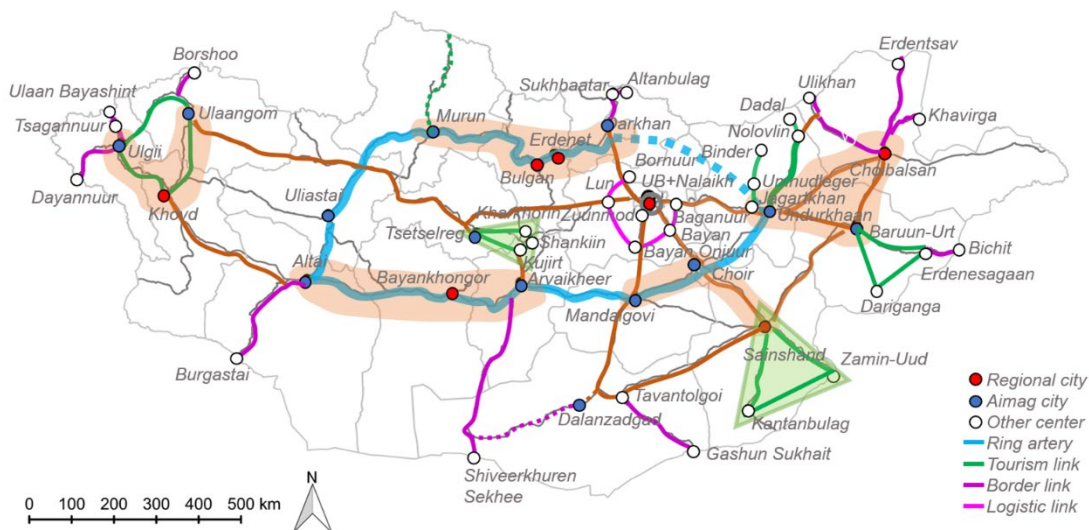 Erdentsav
Borshoo
Altanbulag
Sukhbaatar
Ulikhan
Ulaan Bayashint
Dadal
Ulaangom
Khavirga
Tsagannuur
Murun
Darkhan
Nolovlin
Erdenet
Ulgii
Bornuur
Binder
Choibalsan
Bulgan
Lun
UB+Nalaikh
Umnudleger
Dayannuur
Jagarkhan
Khovd
Uliastai
Kharkhorin
Zuunmod
Baganuur
Undurkhaan
Tsetselreg
Shankiin
Bayan
Baruun-Urt
Bichit
Kujirt
Bayan Onjuur
Altai
Erdenesagaan
Bayankhongor
Arvaikheer
Choir
Dariganga
Mandalgovi
Sainshand
Zamin-Uud
Burgastai
Tavantolgoi
Dalanzadgad
Kantanbulag
Gashun Sukhait
Shiveerkhuren
Sekhee
Regional city
Aimag city
Other center
Ring artery
Tourism link
Border link
Logistic link
N
0 100 200 300 400 500 km